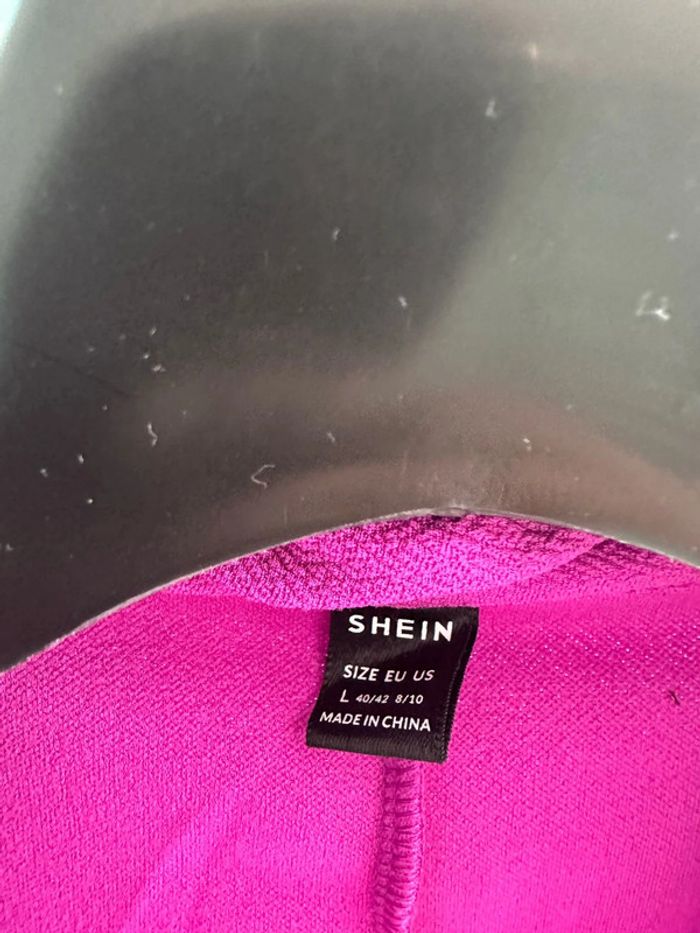 SHEIN
SIZE EU US
L 40/42 8/10
MADE IN CHINA